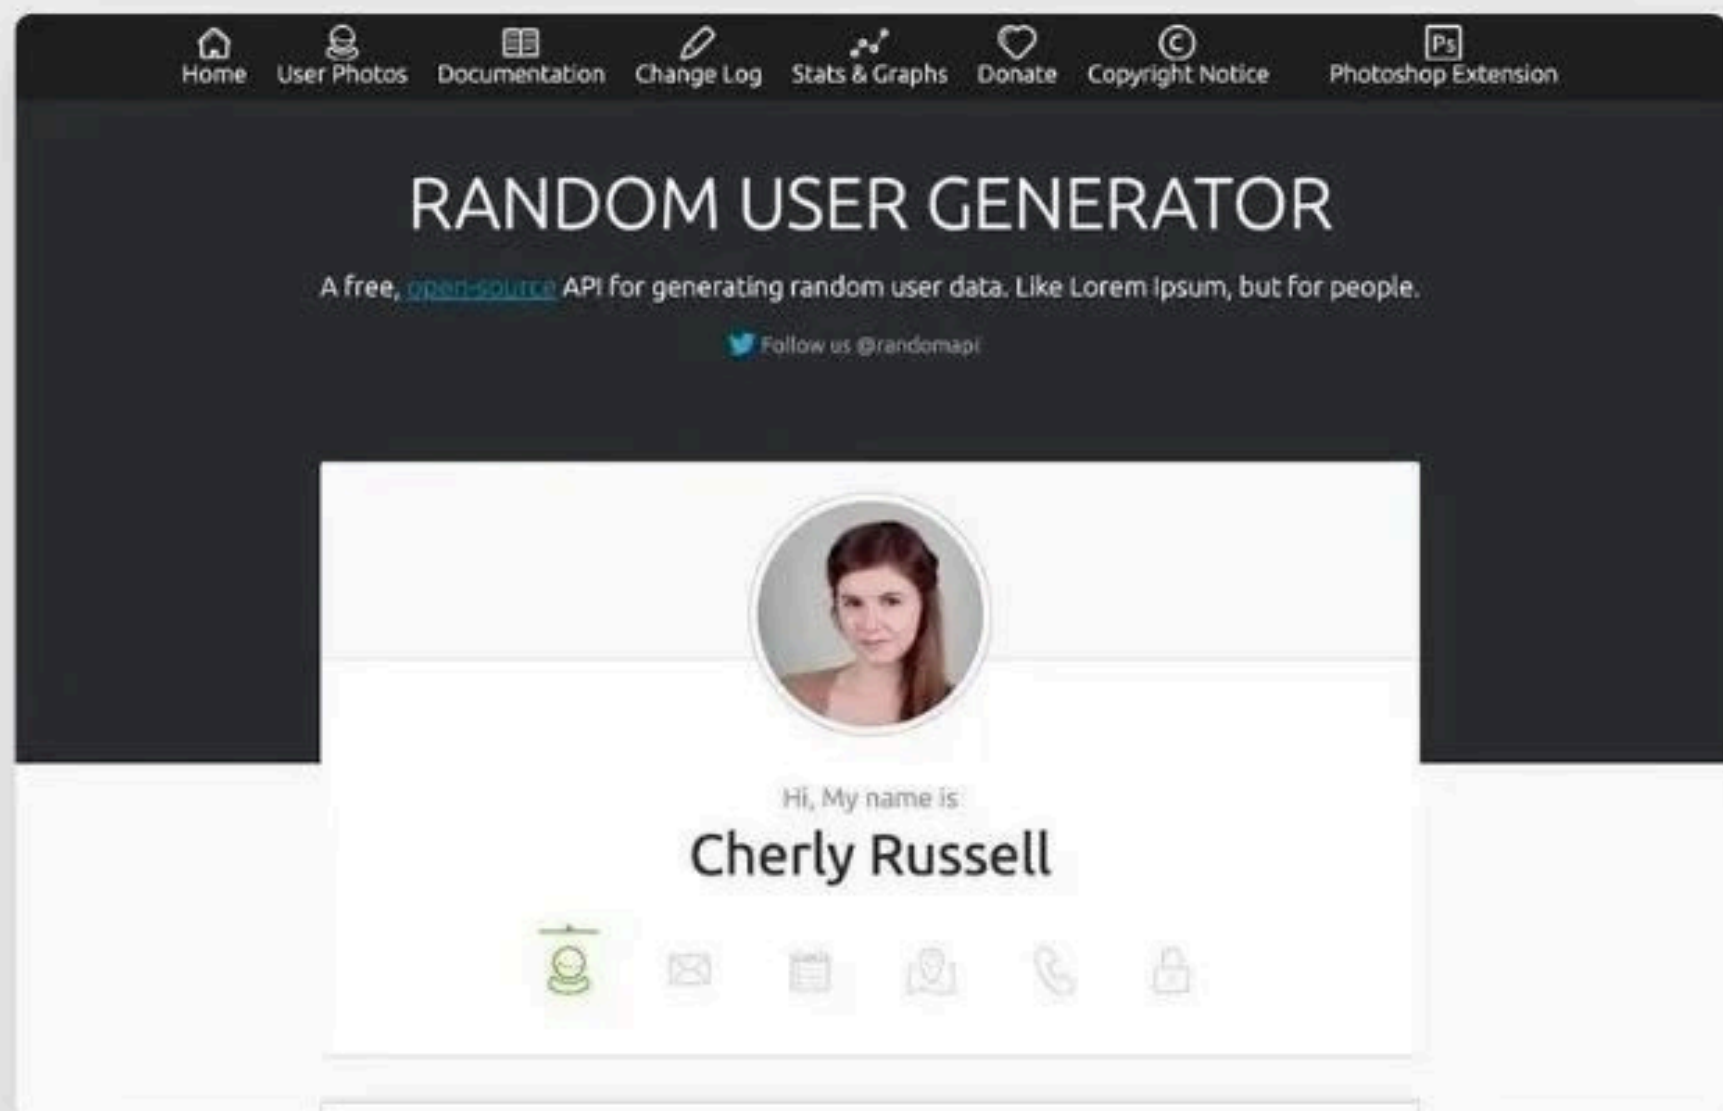 Home User Photos Documentation Change Log Stats & Graphs Donate Copyright Notice Ps Photoshop Extension
RANDOM USER GENERATOR
A free, open-source API for generating random user data. Like Lorem Ipsum, but for people.
Follow us @randomapi
Hi, My name is
Cherly Russell